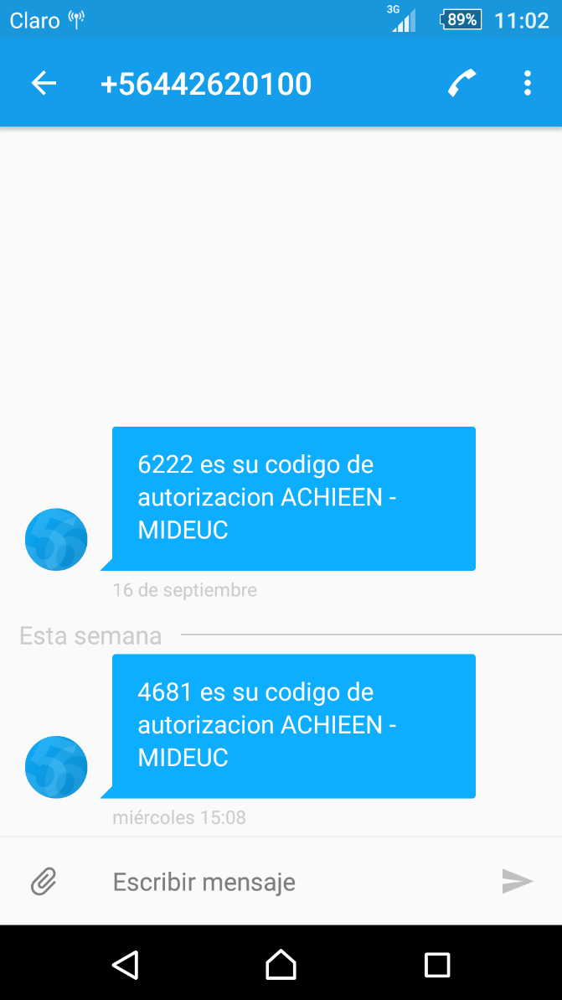 Claro
3G
89%
11:02
+56442620100
6222 es su codigo de
autorizacion ACHIEEN -
MIDEUC
16 de septiembre
Esta semana
4681 es su codigo de
autorizacion ACHIEEN -
MIDEUC
miércoles 15:08
Escribir mensaje